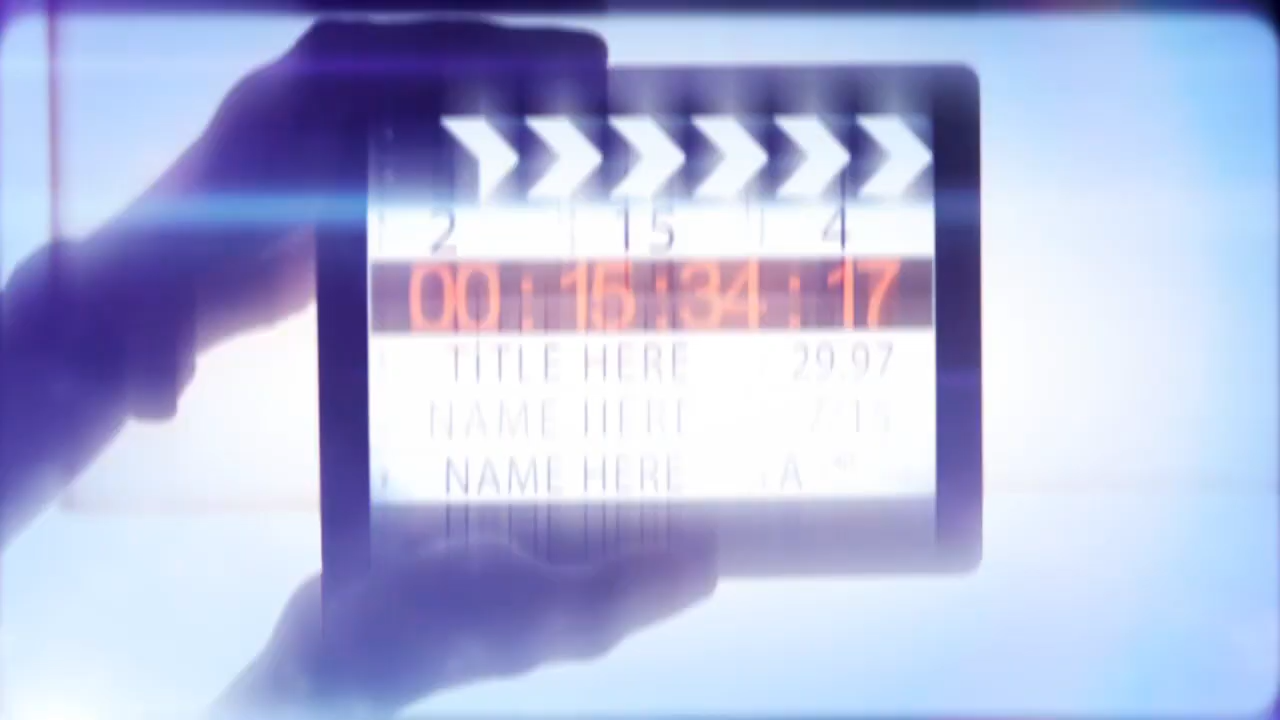 2 15 4
00:15:34:17
TITLE HERE 29.97
NAME HERE
NAME HERE A